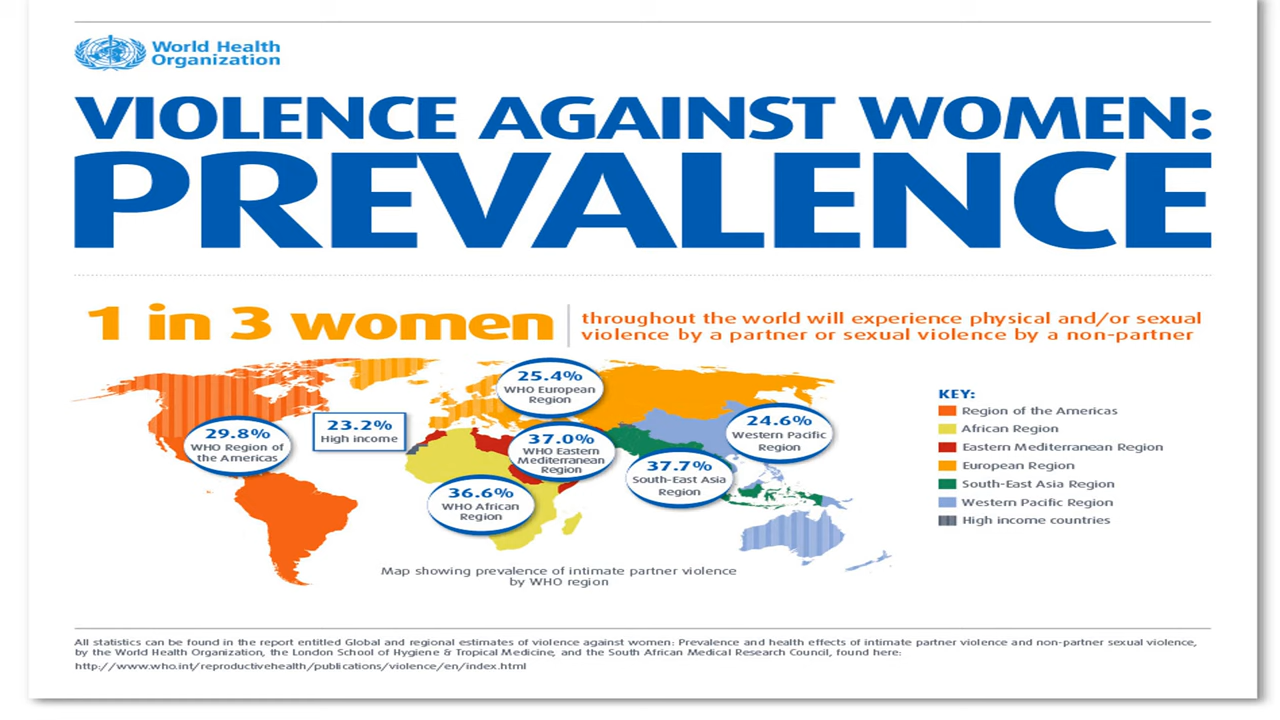 World Health
Organization
VIOLENCE AGAINST WOMEN:
PREVALENCE
1 in 3 women
throughout the world will experience physical and/or sexual
violence by a partner or sexual violence by a non-partner
25.4%
WHO European
Region
29.8%
WHO Region of
the Americas
23.2%
High income
37.0%
WHO Eastern
Mediterranean
Region
24.6%
Western Pacific
Region
37.7%
South-East Asia
Region
36.6%
WHO African
Region
KEY:
Region of the Americas
African Region
Eastern Mediterranean Region
European Region
South-East Asia Region
Western Pacific Region
High income countries
Map showing prevalence of intimate partner violence
by WHO region
All statistics can be found in the report entitled Global and regional estimates of violence against women: Prevalence and health effects of intimate partner violence and non-partner sexual violence,
by the World Health Organization, the London School of Hygiene & Tropical Medicine, and the South African Medical Research Council, found here:
http://www.who.int/reproductivehealth/publications/violence/en/index.html